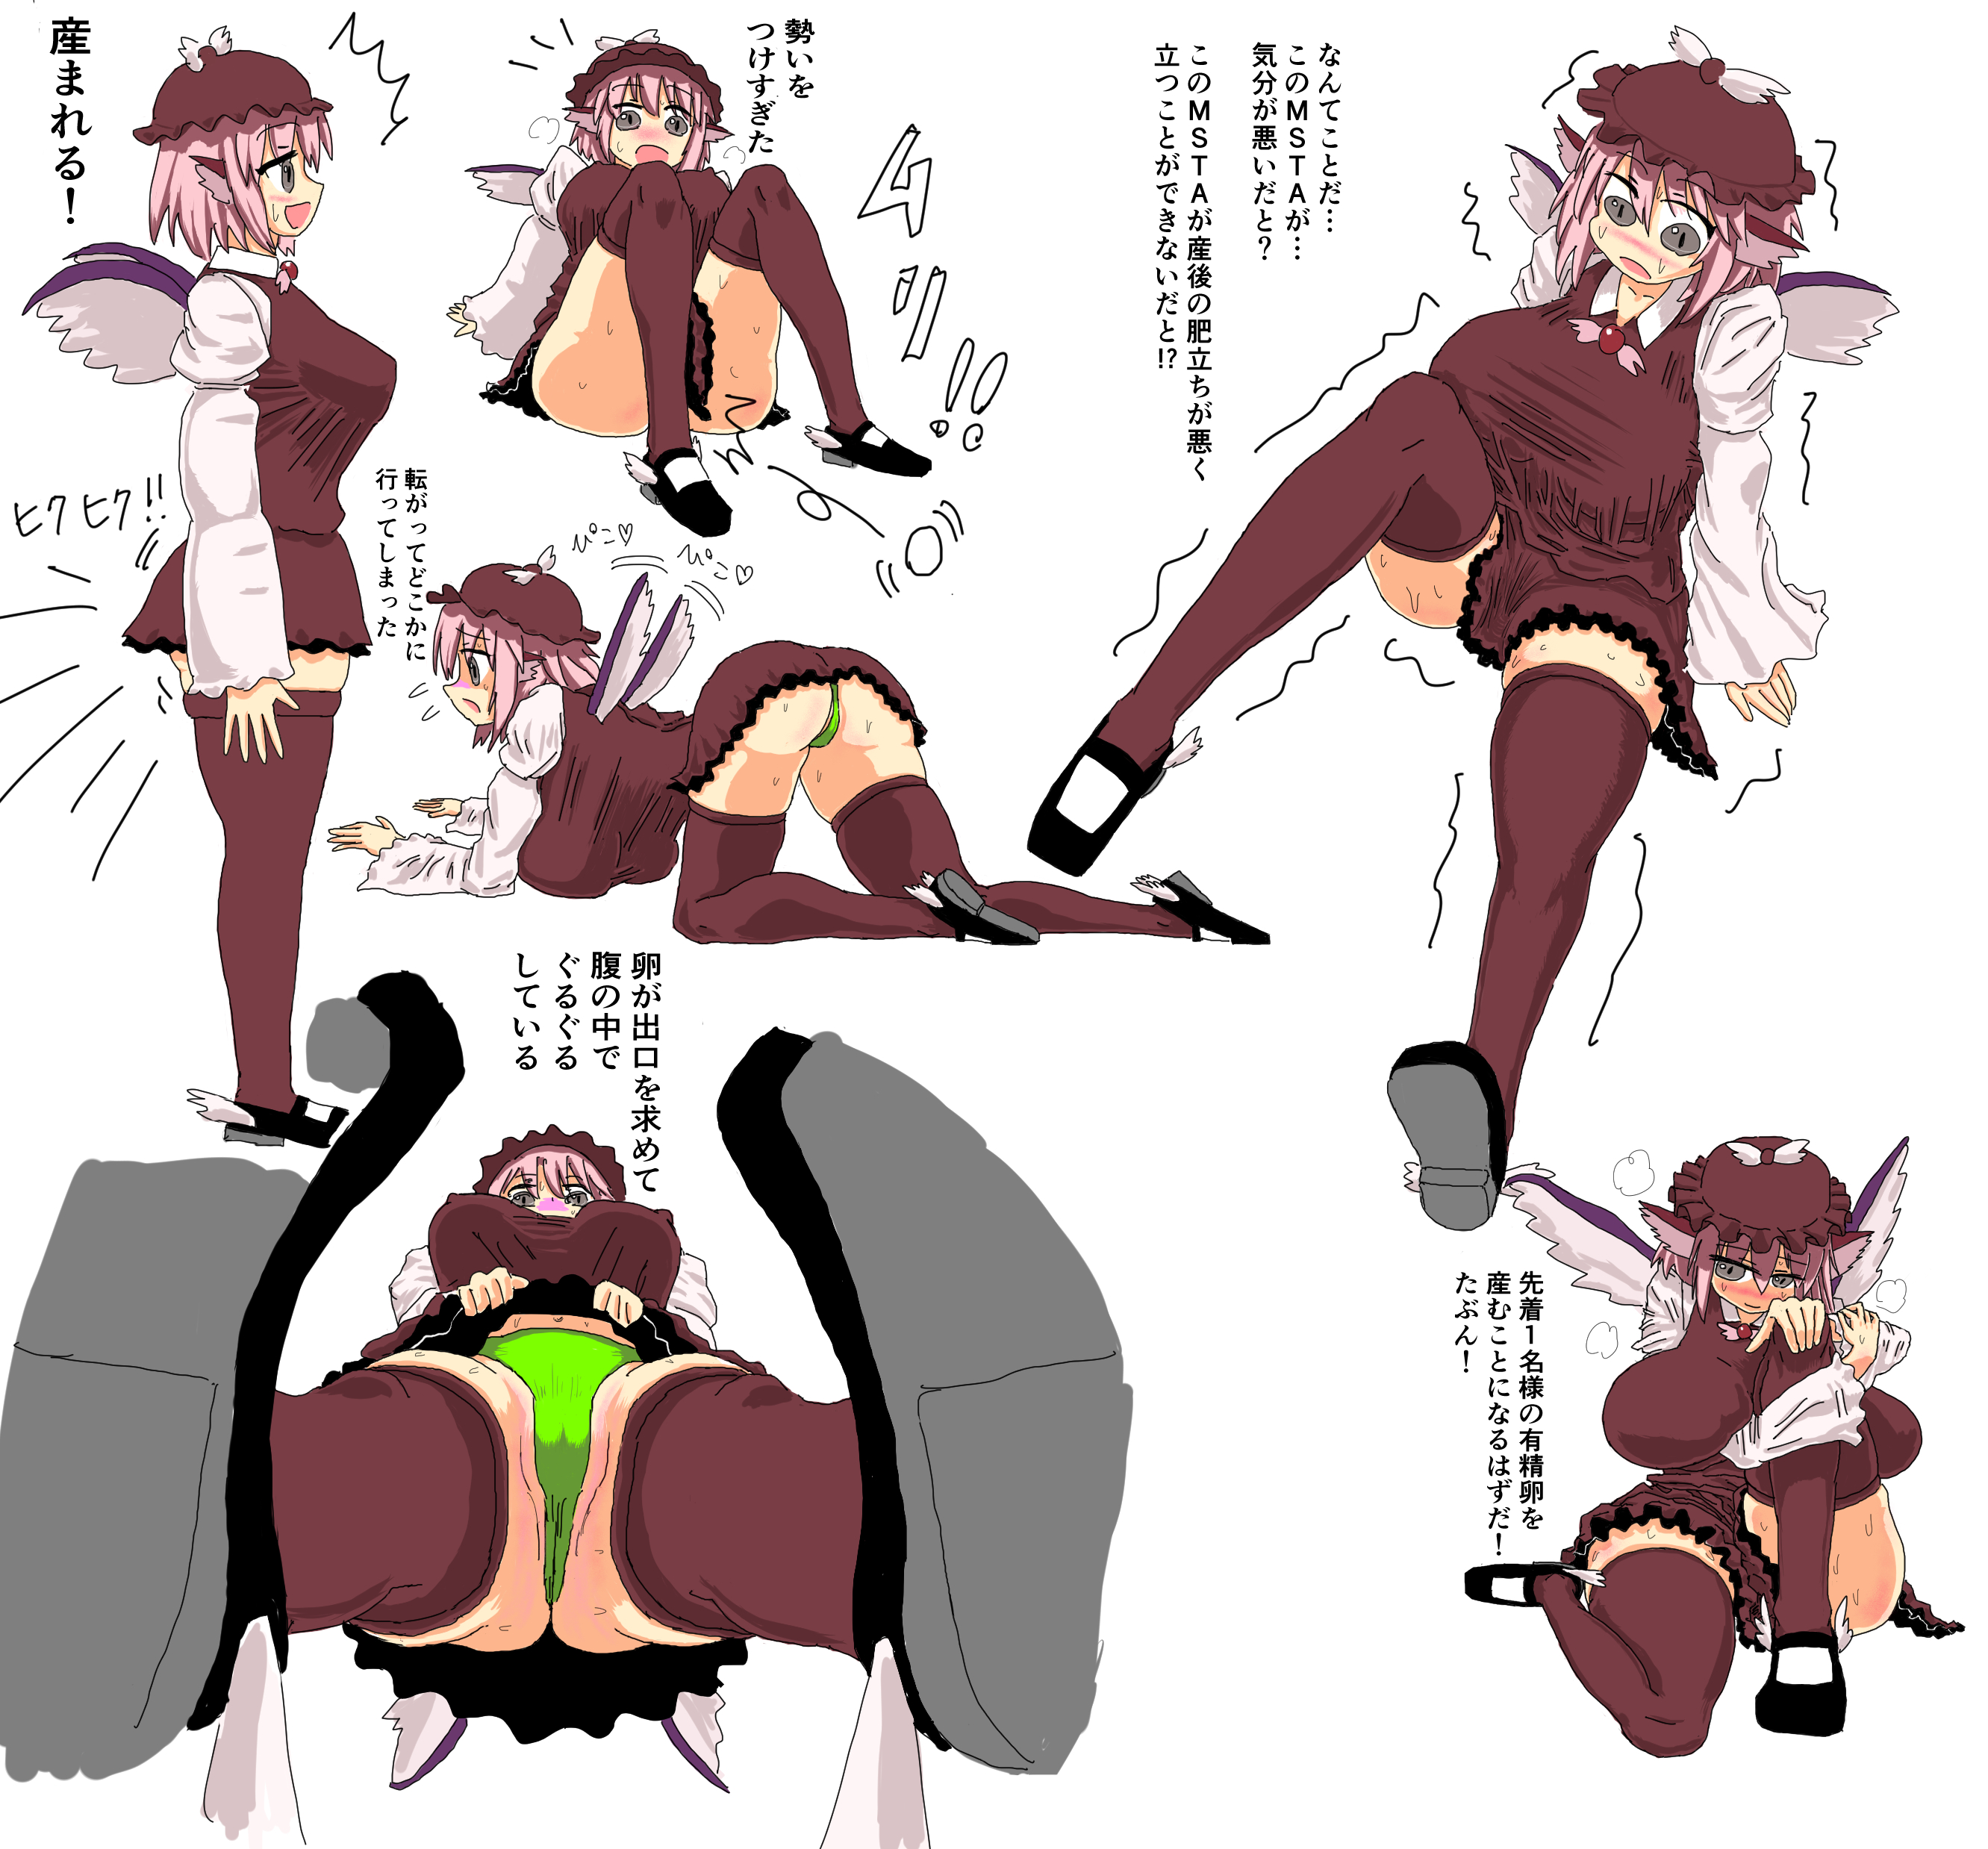 産まれる！
勢いを
つけすぎた
ムリリ!!
なんてことだ…
このＭＳＴＡが…
気分が悪いだと？
このＭＳＴＡが産後の肥立ちが悪く
立つことができないだと⁉
ヒクヒク!!
転がってどこかに
行ってしまった
ぴこ♡
ぴこ♡
卵が出口を求めて
腹の中で
ぐるぐる
している
先着１名様の有精卵を
産むことになるはずだ！
たぶん！